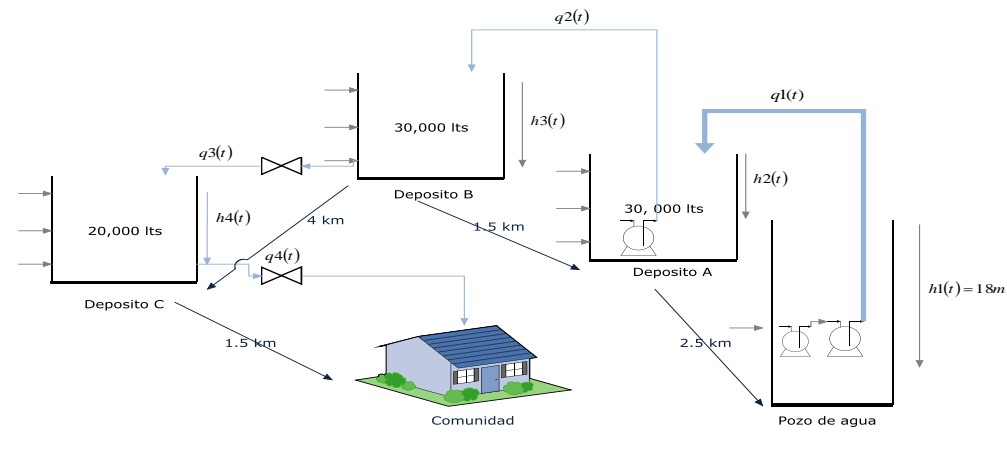 q2(t)
q1(t)
30,000 lts
h3(t)
q3(t)
h2(t)
Deposito B
30, 000 lts
4 km
h4(t)
1.5 km
20,000 lts
q4(t)
Deposito A
h1(t)=18m
Deposito C
1.5 km
2.5 km
Comunidad
Pozo de agua